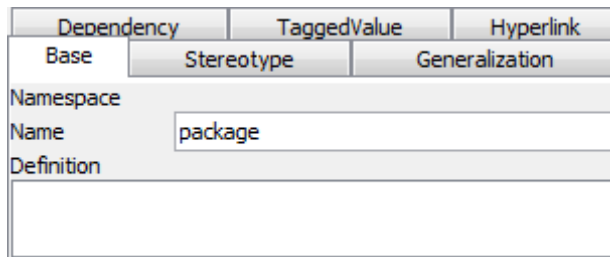 Dependency TaggedValue Hyperlink
Base Stereotype Generalization
Namespace
Name package
Definition